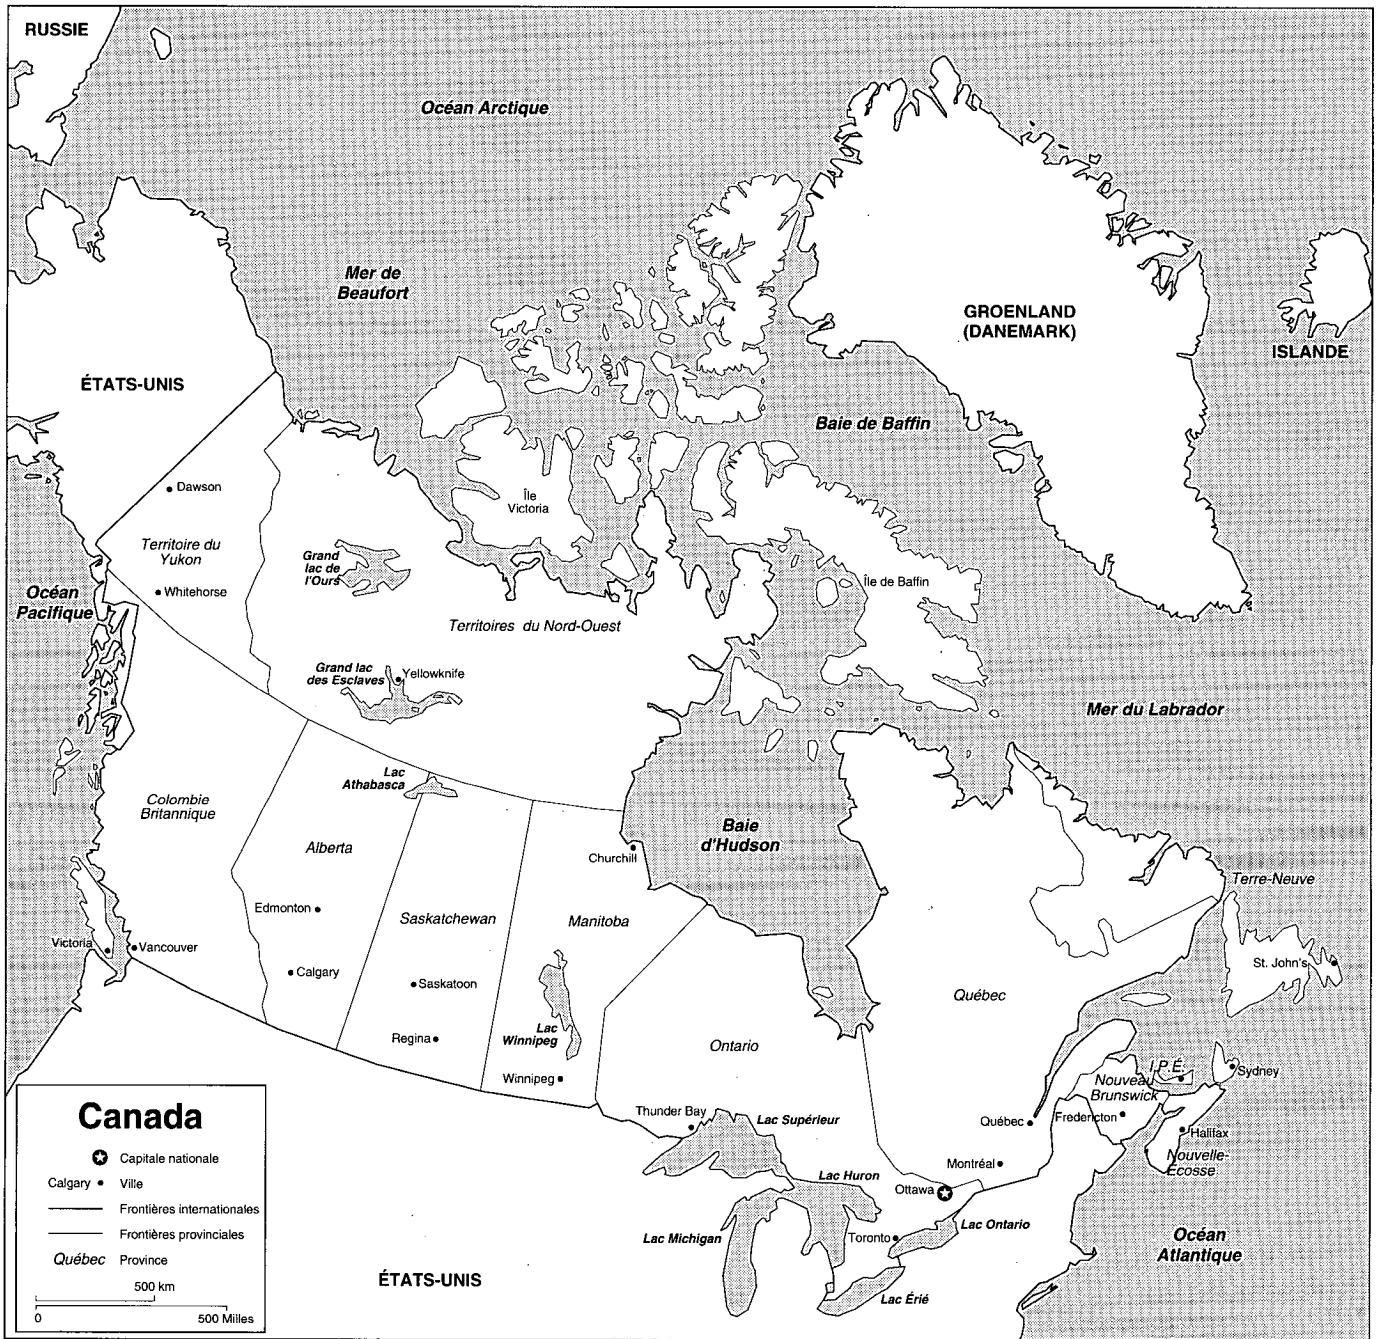 RUSSIE
Océan Arctique
Mer de
Beaufort
GROENLAND
(DANEMARK)
ISLANDE
ÉTATS-UNIS
Baie de Baffin
Dawson
Île
Victoria
Territoire du
Yukon
Grand
lac de
l'Ours
Île de Baffin
Océan
Pacifique
Whitehorse
Territoires du Nord-Ouest
Grand lac
des Esclaves
Yellowknife
Mer du Labrador
Lac
Athabasca
Colombie
Britannique
Baie
d'Hudson
Alberta
Churchill
Terre-Neuve
Edmonton
Saskatchewan
Manitoba
Victoria
Vancouver
St. John's
Calgary
Saskatoon
Québec
Lac
Winnipeg
Regina
Ontario
Winnipeg
I.P.É.
Sydney
Nouveau
Brunswick
Thunder Bay
Lac Supérieur
Québec
Fredericton
Halifax
Nouvelle-
Écosse
Montréal
Lac Huron
Ottawa
Lac Michigan
Toronto
Lac Ontario
Océan
Atlantique
ÉTATS-UNIS
Lac Érié
Canada
Capitale nationale
Calgary Ville
Frontières internationales
Frontières provinciales
Québec Province
500 km
0 500 Milles